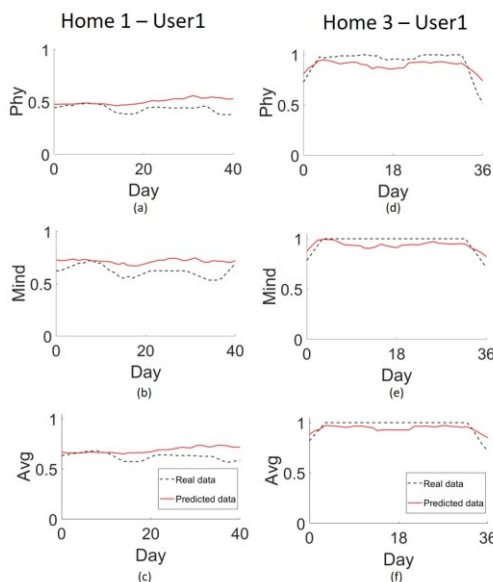 Home 1 – User1
Home 3 – User1
1
Phy
0.5
0
0
20
40
Day
(a)
1
Phy
0.5
0
0
18
36
Day
(d)
1
Mind
0.5
0
0
20
40
Day
(b)
1
Mind
0.5
0
0
18
36
Day
(e)
1
Avg
0.5
0
0
20
40
Day
(c)
Real data
Predicted data
1
Avg
0.5
0
0
18
36
Day
(f)
Real data
Predicted data